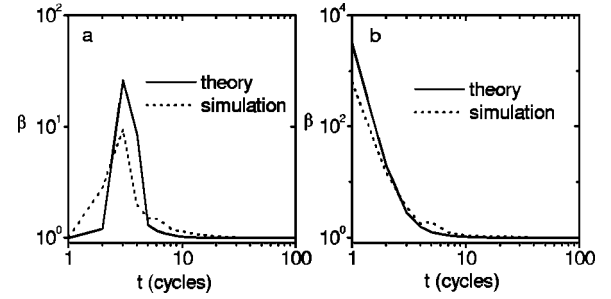 a
10²
theory
simulation
β
10¹
10⁰
1
10
100
t (cycles)
b
10⁴
theory
simulation
β
10²
10⁰
1
10
100
t (cycles)